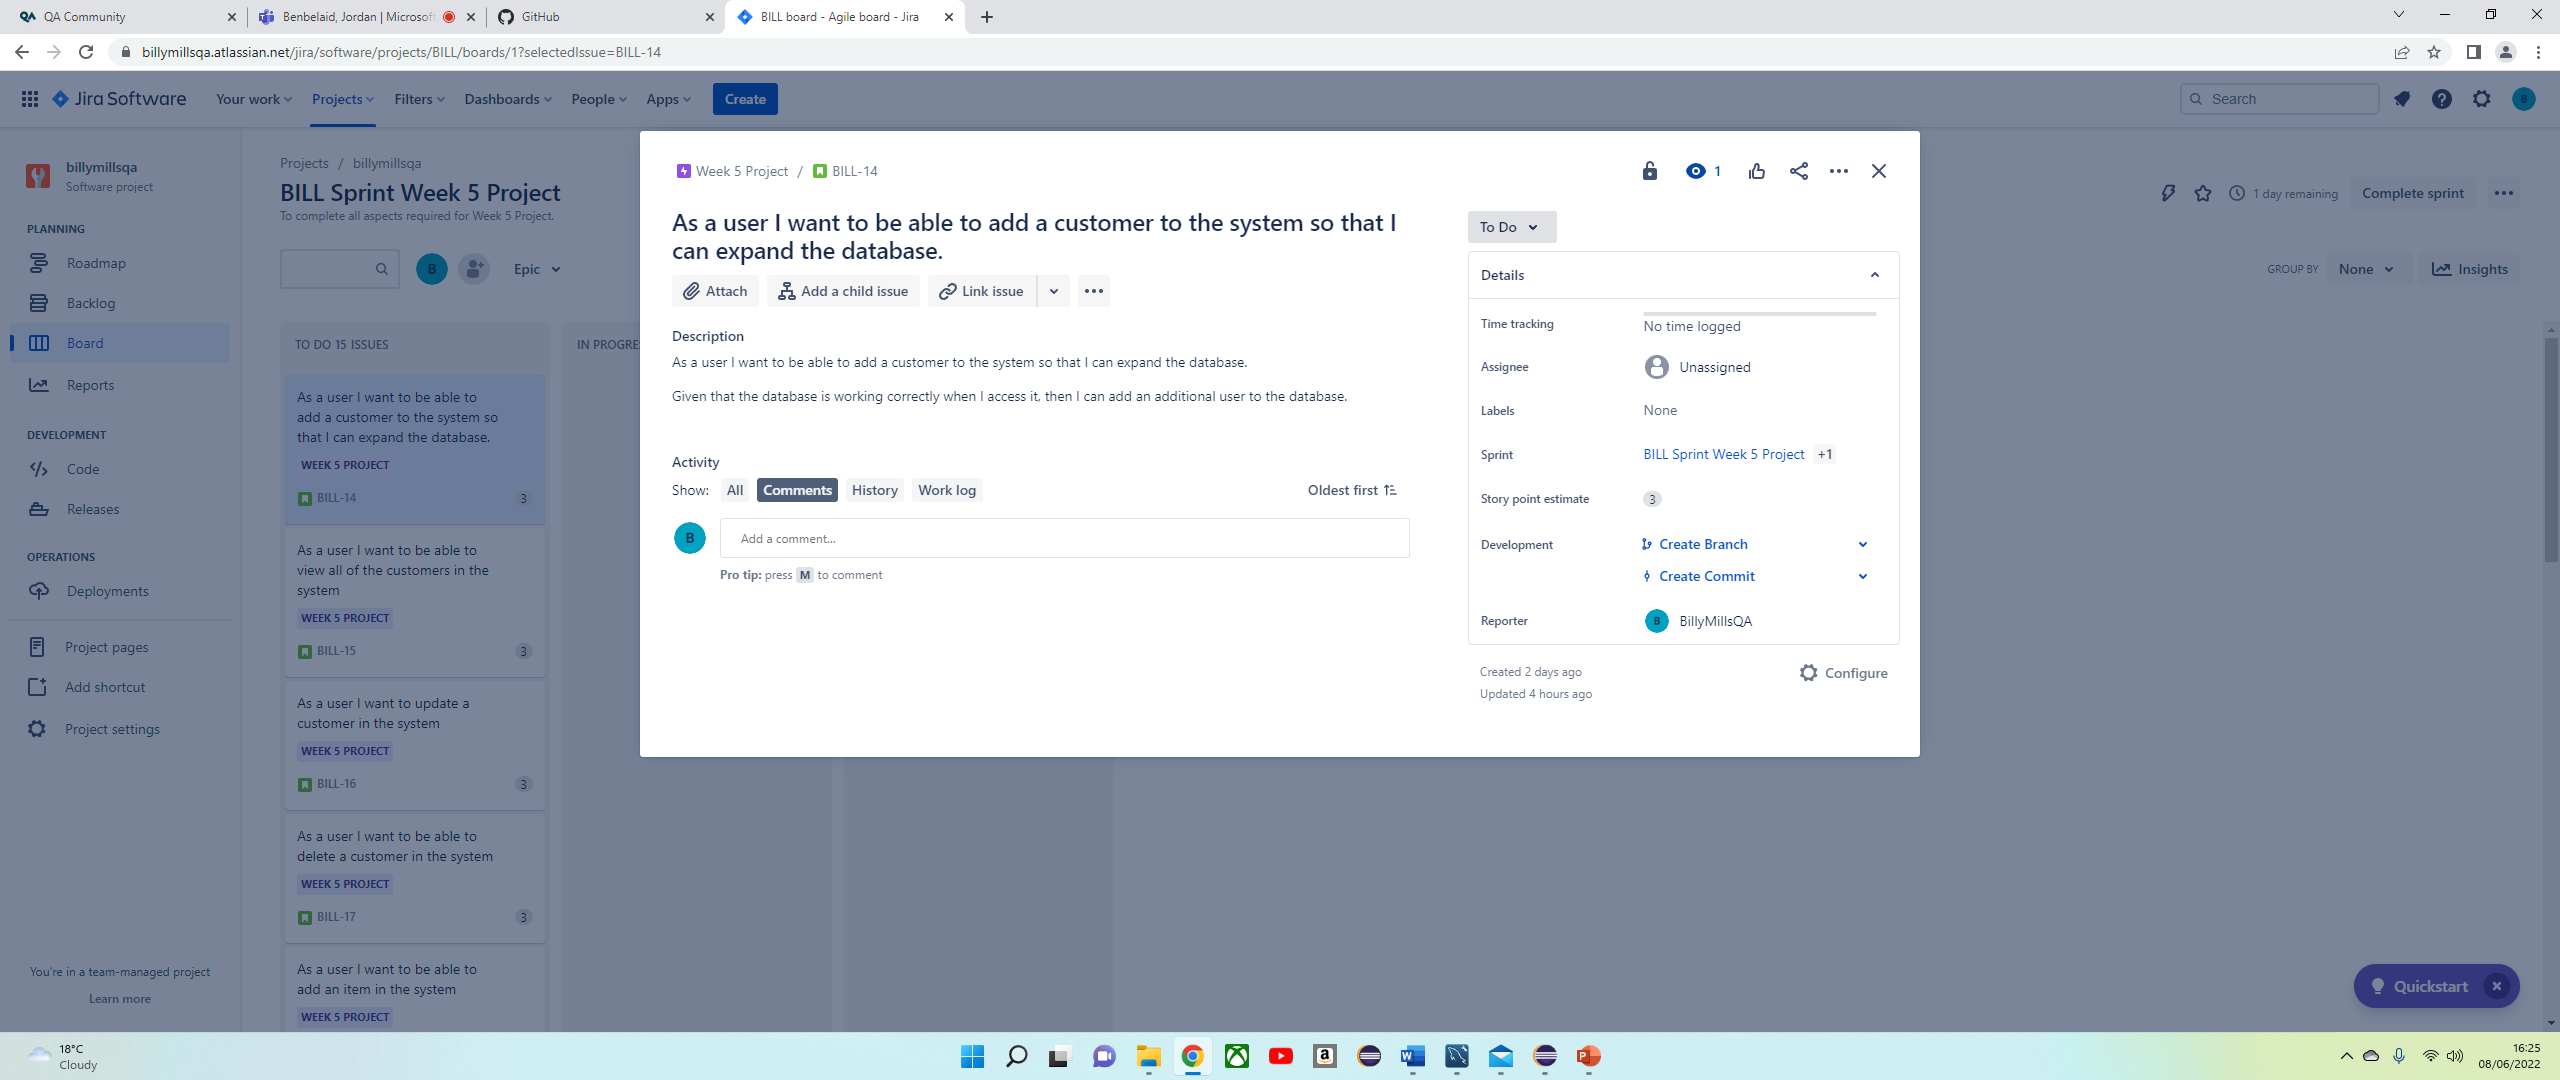 QA Community
Benbelaid, Jordan | Microsoft
GitHub
BILL board - Agile board - Jira
billymillsqa.atlassian.net/jira/software/projects/BILL/boards/1?selectedIssue=BILL-14
Jira Software
Your work
Projects
Filters
Dashboards
People
Apps
Create
Search
B
billymillsqa
Software project
PLANNING
Roadmap
Backlog
Board
Reports
DEVELOPMENT
Code
Releases
OPERATIONS
Deployments
Project pages
Add shortcut
Project settings
You're in a team-managed project
Learn more
Projects / billymillsqa
BILL Sprint Week 5 Project
To complete all aspects required for Week 5 Project.
1 day remaining
Complete sprint
B
Epic
GROUP BY
None
Insights
TO DO 15 ISSUES
IN PROGRE
As a user I want to be able to
add a customer to the system so
that I can expand the database.
WEEK 5 PROJECT
BILL-14
3
As a user I want to be able to
view all of the customers in the
system
WEEK 5 PROJECT
BILL-15
3
As a user I want to update a
customer in the system
WEEK 5 PROJECT
BILL-16
3
As a user I want to be able to
delete a customer in the system
WEEK 5 PROJECT
BILL-17
3
As a user I want to be able to
add an item in the system
WEEK 5 PROJECT
Week 5 Project / BILL-14
1
As a user I want to be able to add a customer to the system so that I
can expand the database.
Attach
Add a child issue
Link issue
Description
As a user I want to be able to add a customer to the system so that I can expand the database.
Given that the database is working correctly when I access it, then I can add an additional user to the database.
Activity
Show:
All
Comments
History
Work log
Oldest first
B
Add a comment...
Pro tip: press M to comment
To Do
Details
Time tracking
No time logged
Assignee
Unassigned
Labels
None
Sprint
BILL Sprint Week 5 Project +1
Story point estimate
3
Development
Create Branch
Create Commit
Reporter
B
BillyMillsQA
Created 2 days ago
Updated 4 hours ago
Configure
Quickstart
18°C
Cloudy
16:25
08/06/2022